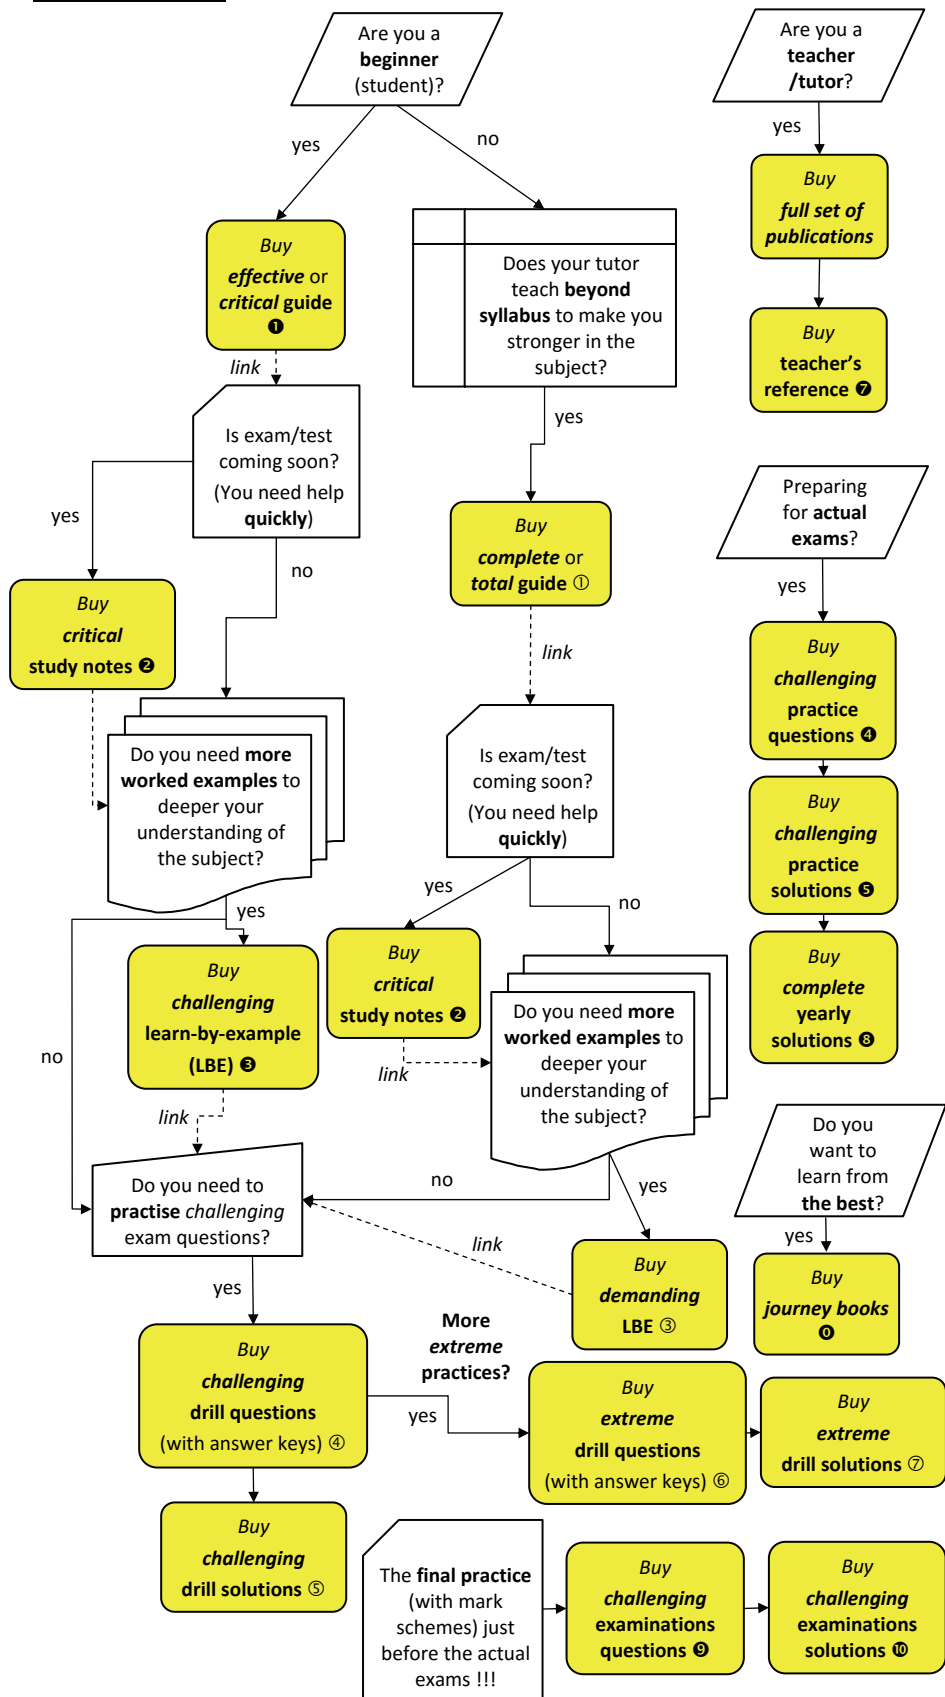 Are you a
beginner
(student)?
yes
no
Buy
effective or
critical guide
❶
link
Is exam/test
coming soon?
(You need help
quickly)
yes
no
Buy
critical
study notes ❷
Do you need more
worked examples to
deeper your
understanding of
the subject?
yes
no
Buy
challenging
learn-by-example
(LBE) ❸
link
Do you need to
practise challenging
exam questions?
yes
Buy
challenging
drill questions
(with answer keys) ④
Buy
challenging
drill solutions ⑤
Does your tutor
teach beyond
syllabus to make you
stronger in the
subject?
yes
Buy
complete or
total guide ①
link
Is exam/test
coming soon?
(You need help
quickly)
yes
no
Buy
critical
study notes ❷
link
Do you need more
worked examples to
deeper your
understanding of
the subject?
no
yes
link
Buy
demanding
LBE ③
More
extreme
practices?
yes
Buy
extreme
drill questions
(with answer keys) ⑥
Buy
extreme
drill solutions ⑦
The final practice
(with mark
schemes) just
before the actual
exams !!!
Buy
challenging
examinations
questions ❾
Buy
challenging
examinations
solutions ❿
Are you a
teacher
/tutor?
yes
Buy
full set of
publications
Buy
teacher's
reference ❼
Preparing
for actual
exams?
yes
Buy
challenging
practice
questions ❹
Buy
challenging
practice
solutions ❺
Buy
complete
yearly
solutions ❽
Do you
want to
learn from
the best?
yes
Buy
journey books
⓿